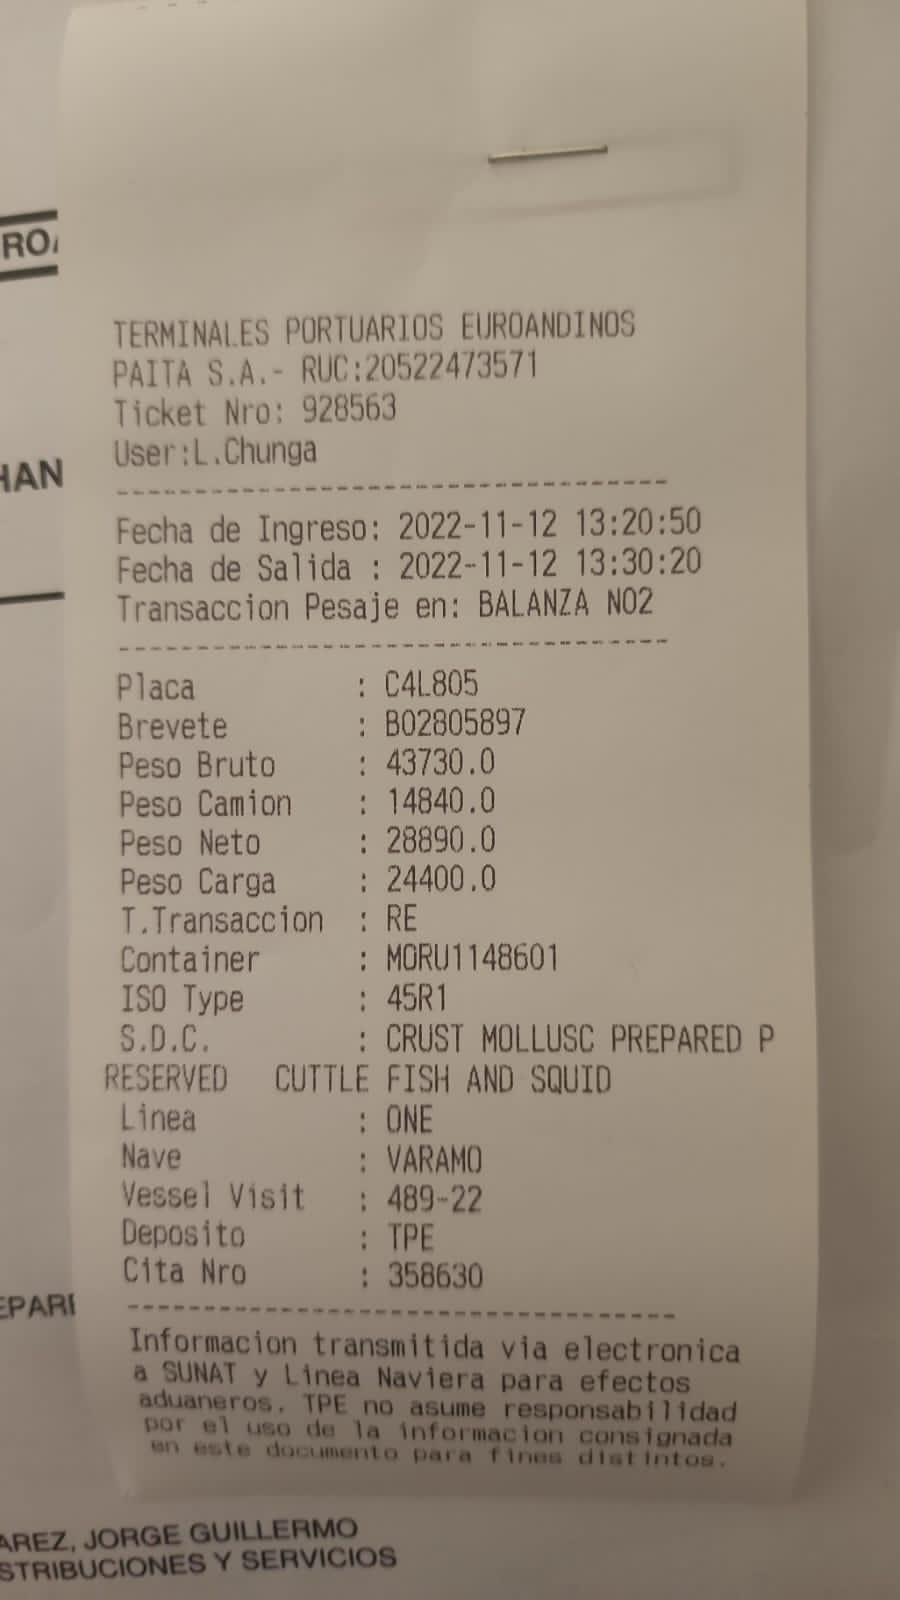 TERMINALES PORTUARIOS EUROANDINOS
PAITA S.A.- RUC:20522473571
Ticket Nro: 928563
User:L.Chunga
----------------------------------
Fecha de Ingreso: 2022-11-12 13:20:50
Fecha de Salida : 2022-11-12 13:30:20
Transaccion Pesaje en: BALANZA NO2
----------------------------------
Placa : C4L805
Brevete : B02805897
Peso Bruto : 43730.0
Peso Camion : 14840.0
Peso Neto : 28890.0
Peso Carga : 24400.0
T.Transaccion : RE
Container : MORU1148601
ISO Type : 45R1
S.D.C. : CRUST MOLLUSC PREPARED P
RESERVED CUTTLE FISH AND SQUID
Linea : ONE
Nave : VARAMO
Vessel Visit : 489-22
Deposito : TPE
Cita Nro : 358630
----------------------------------
Informacion transmitida via electronica
a SUNAT y Linea Naviera para efectos
aduaneros. TPE no asume responsabilidad
por el uso de la informacion consignada
en este documento para fines distintos.
AREZ, JORGE GUILLERMO
STRIBUCIONES Y SERVICIOS